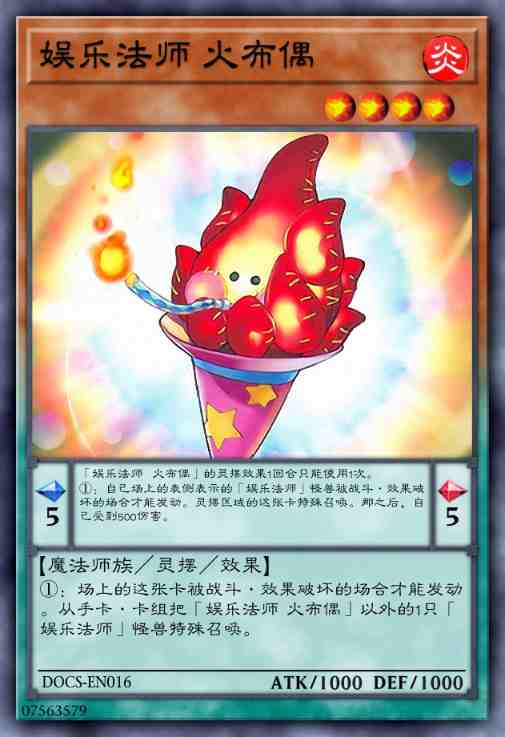 娱乐法师 火布偶
炎
「娱乐法师 火布偶」的灵摆效果1回合只能使用1次。
①：自己场上的表侧表示的「娱乐法师」怪兽被战斗·效果破
坏的场合才能发动。灵摆区域的这张卡特殊召唤。那之后，自
己受到500伤害。
5
5
【魔法师族／灵摆／效果】
①：场上的这张卡被战斗·效果破坏的场合才能发动
。从手卡·卡组把「娱乐法师 火布偶」以外的1只「
娱乐法师」怪兽特殊召唤。
DOCS-EN016
ATK/1000 DEF/1000
07563579